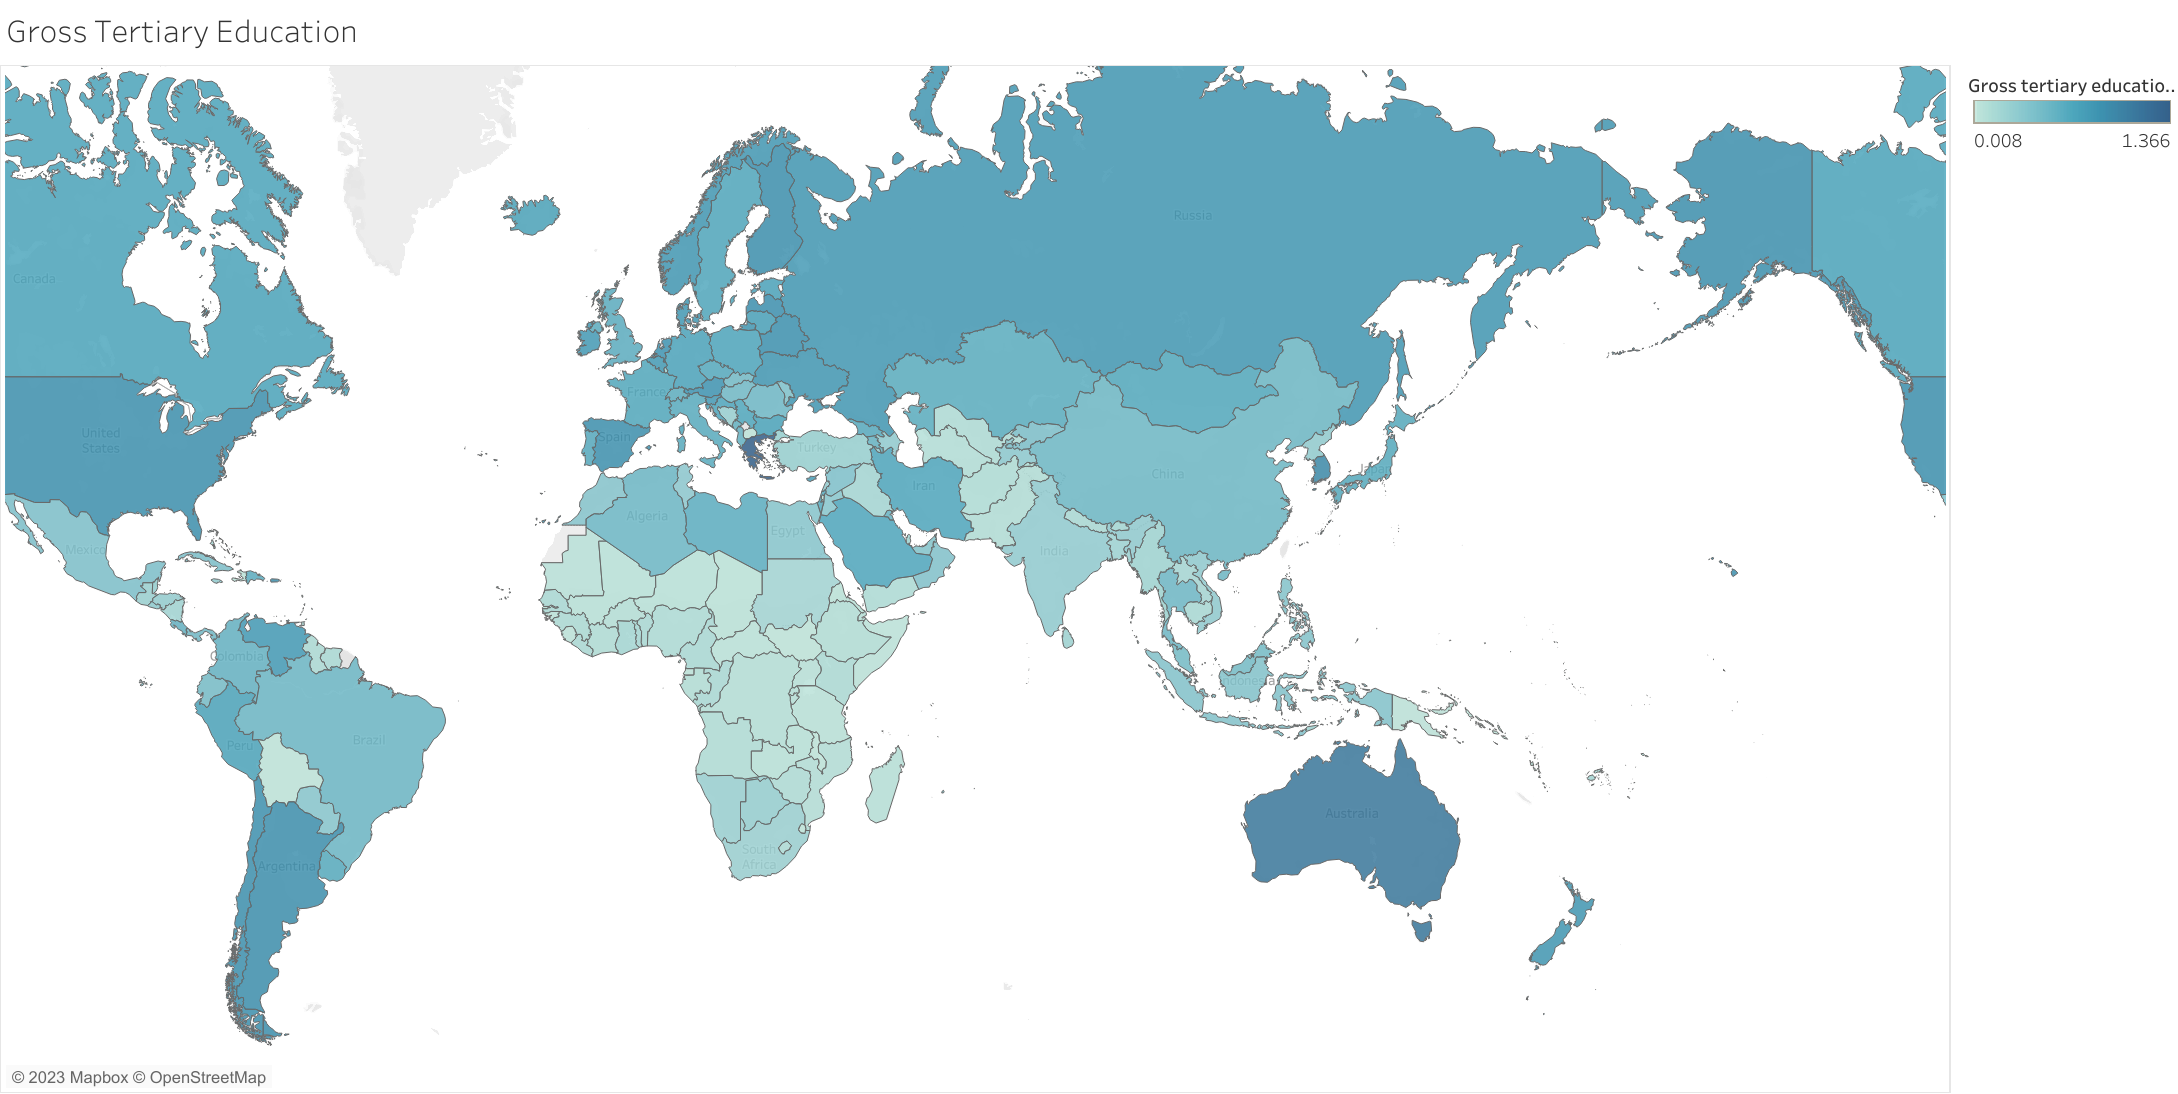 Gross Tertiary Education
Gross tertiary educatio..
0.008
1.366
Russia
Canada
United
States
France
Spain
Turkey
Iran
China
Japan
Algeria
Egypt
India
Mexico
Colombia
Indonesia
Brazil
Peru
Australia
South
Africa
Argentina
© 2023 Mapbox © OpenStreetMap